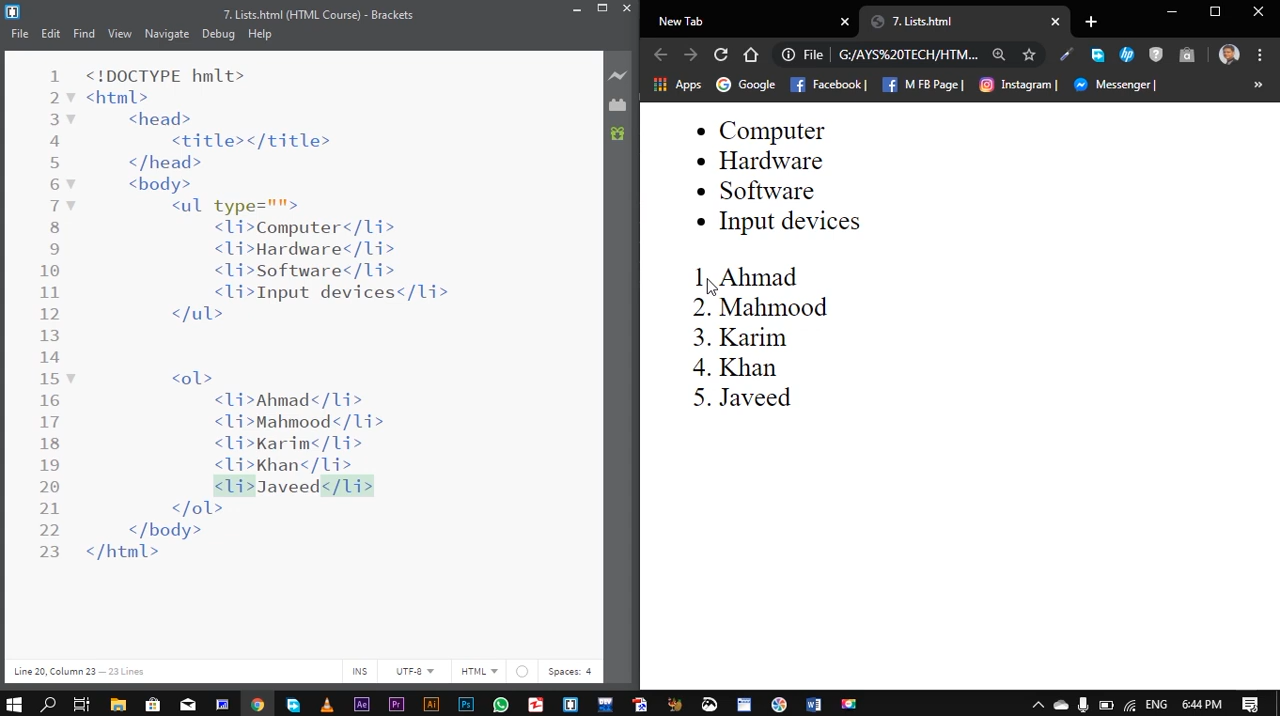 7. Lists.html (HTML Course) - Brackets
File Edit Find View Navigate Debug Help
1 <!DOCTYPE hmlt>
2 <html>
3 <head>
4 <title></title>
5 </head>
6 <body>
7 <ul type="">
8 <li>Computer</li>
9 <li>Hardware</li>
10 <li>Software</li>
11 <li>Input devices</li>
12 </ul>
13
14
15 <ol>
16 <li>Ahmad</li>
17 <li>Mahmood</li>
18 <li>Karim</li>
19 <li>Khan</li>
20 <li>Javeed</li>
21 </ol>
22 </body>
23 </html>
Line 20, Column 23 — 23 Lines INS UTF-8 HTML Spaces: 4
New Tab 7. Lists.html
File G:/AYS%20TECH/HTM...
Apps Google Facebook | M FB Page | Instagram | Messenger | »
• Computer
• Hardware
• Software
• Input devices
1. Ahmad
2. Mahmood
3. Karim
4. Khan
5. Javeed
Ae Pr Ai Ps W ENG 6:44 PM